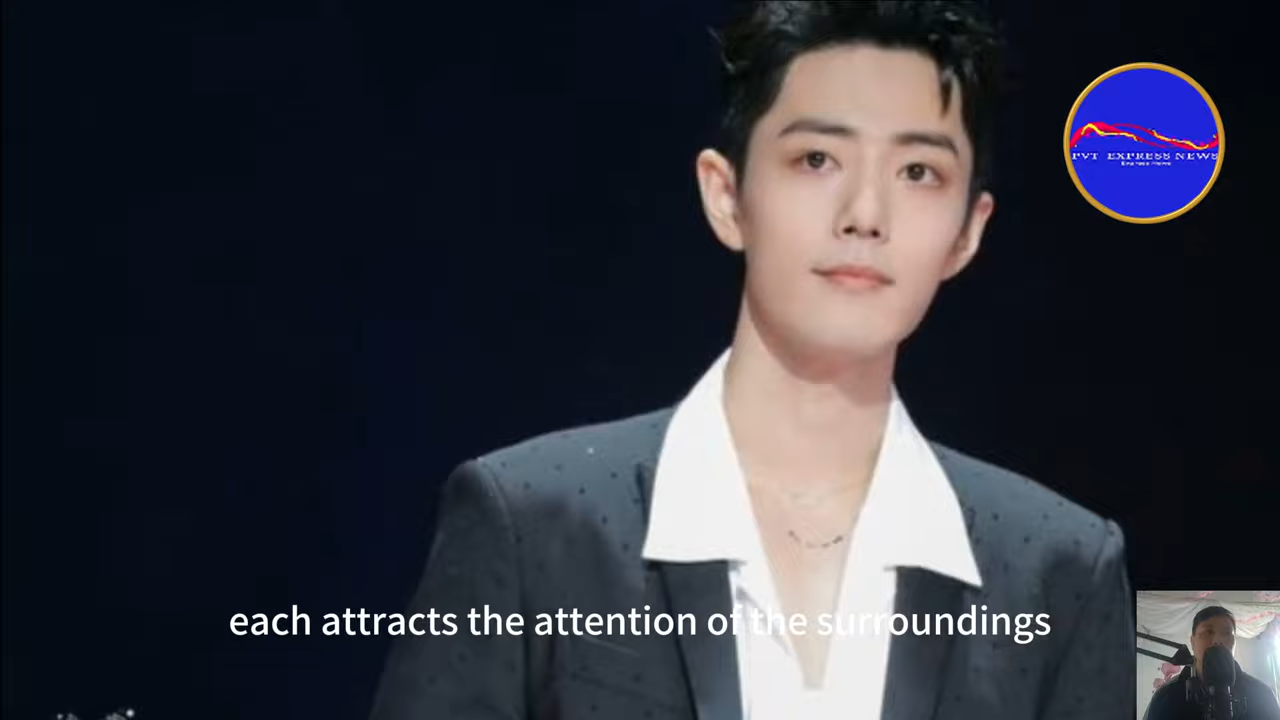 PVT EXPRESS NEWS
each attracts the attention of the surroundings